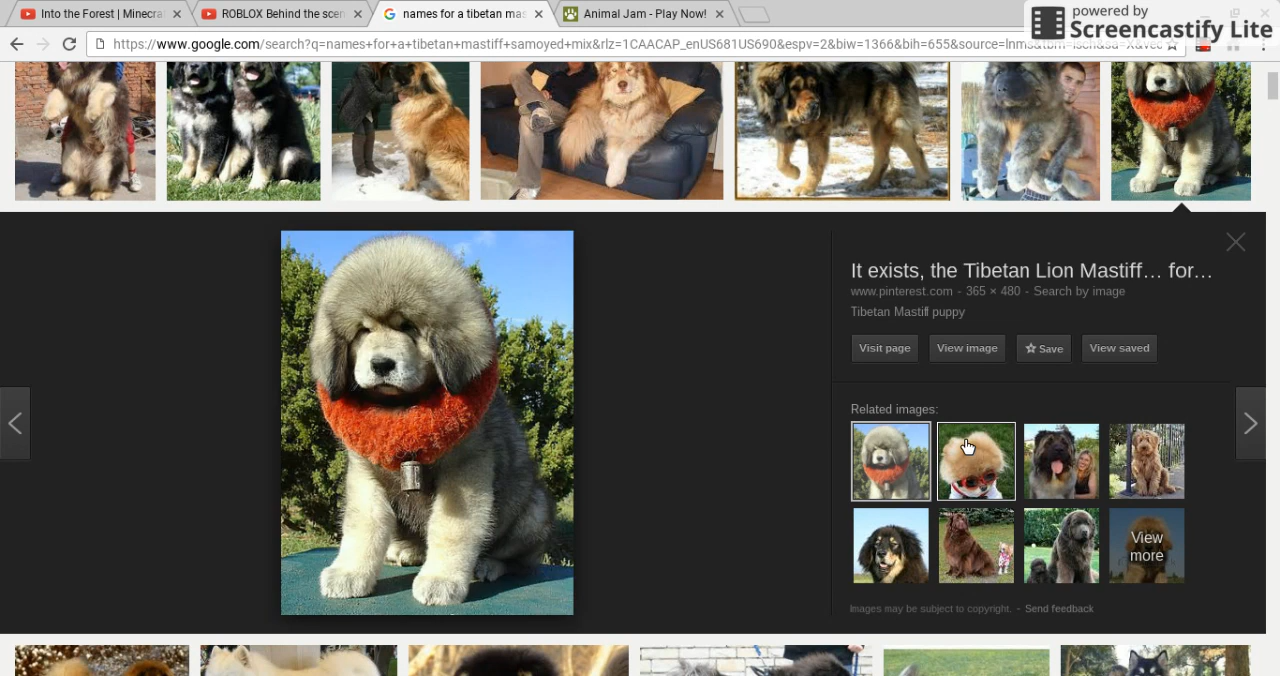 Into the Forest | Minecra
ROBLOX Behind the scen
names for a tibetan mas
Animal Jam - Play Now!
powered by
Screencastify Lite
https://www.google.com/search?q=names+for+a+tibetan+mastiff+samoyed+mix&rlz=1CAACAP_enUS681US690&espv=2&biw=1366&bih=655&source=lnms&tbm=isch&sa=X&ved
It exists, the Tibetan Lion Mastiff… for…
www.pinterest.com - 365 × 480 - Search by image
Tibetan Mastiff puppy
Visit page
View image
Save
View saved
Related images:
View
more
Images may be subject to copyright. - Send feedback